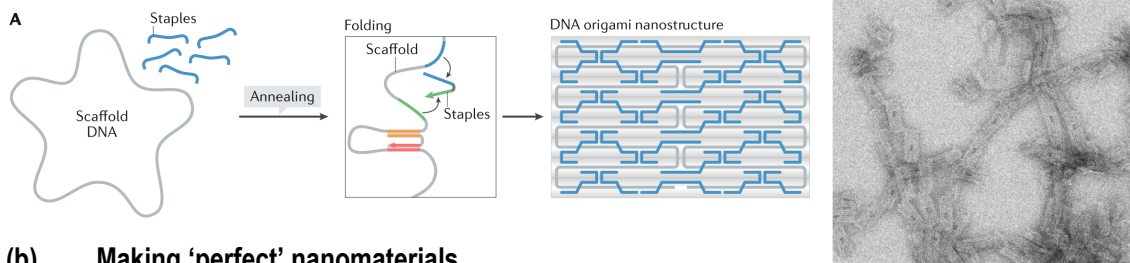 A
Staples
Scaffold
DNA
Annealing
Folding
Scaffold
Staples
DNA origami nanostructure
(b) Making ‘perfect’ nanomaterials